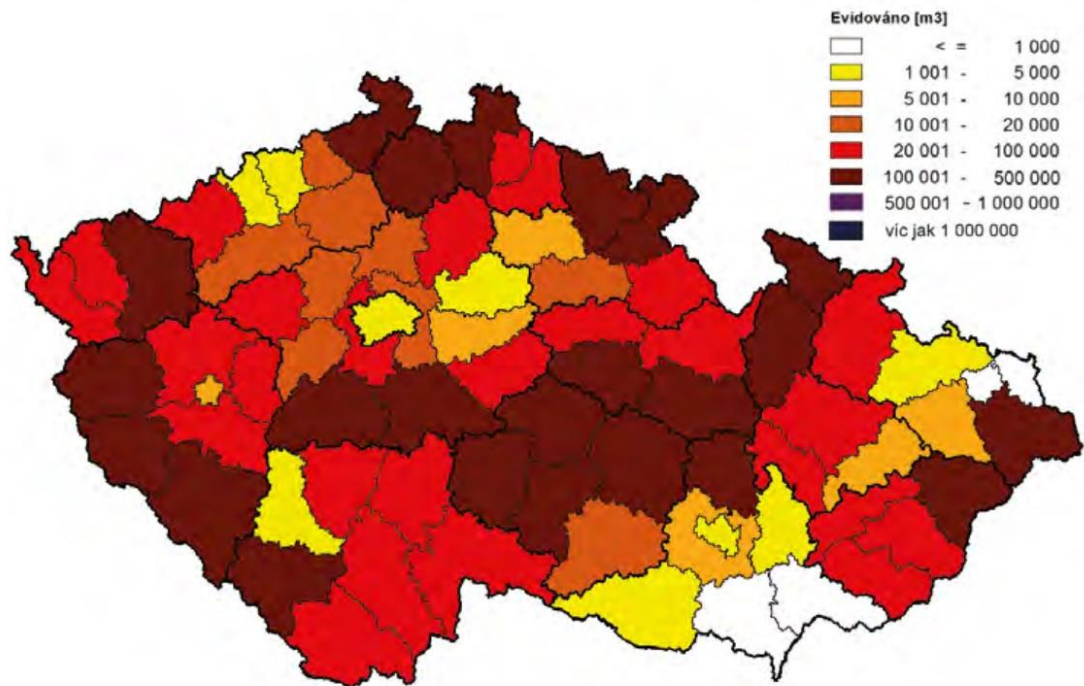 Evidováno [m3]
< = 1 000
1 001 - 5 000
5 001 - 10 000
10 001 - 20 000
20 001 - 100 000
100 001 - 500 000
500 001 - 1 000 000
víc jak 1 000 000